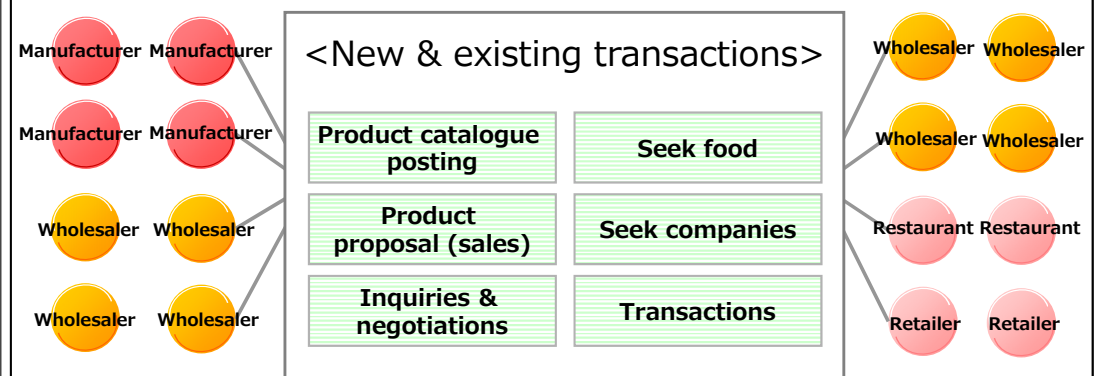 Manufacturer Manufacturer
Manufacturer Manufacturer
Wholesaler Wholesaler
Wholesaler Wholesaler
<New & existing transactions>
Product catalogue
posting
Seek food
Product
proposal (sales)
Seek companies
Inquiries &
negotiations
Transactions
Wholesaler Wholesaler
Wholesaler Wholesaler
Restaurant Restaurant
Retailer Retailer